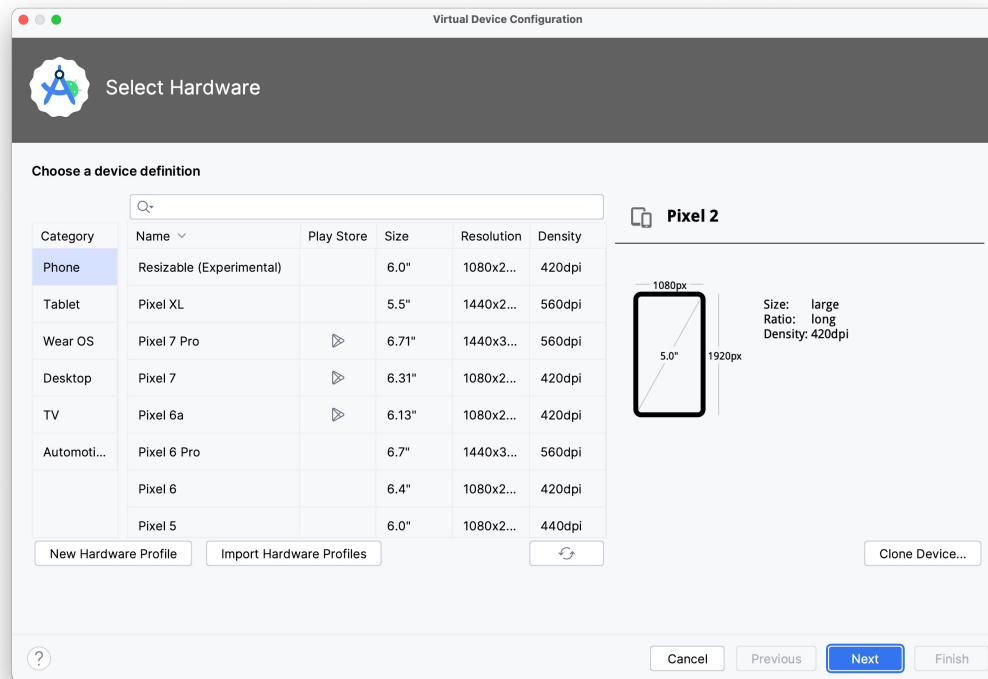 Virtual Device Configuration
Select Hardware
Choose a device definition
Category Name Play Store Size Resolution Density
Phone Resizable (Experimental) 6.0" 1080x2... 420dpi
Tablet Pixel XL 5.5" 1440x2... 560dpi
Wear OS Pixel 7 Pro 6.71" 1440x3... 560dpi
Desktop Pixel 7 6.31" 1080x2... 420dpi
TV Pixel 6a 6.13" 1080x2... 420dpi
Automoti... Pixel 6 Pro 6.7" 1440x3... 560dpi
Pixel 6 6.4" 1080x2... 420dpi
Pixel 5 6.0" 1080x2... 440dpi
New Hardware Profile Import Hardware Profiles
Pixel 2
1080px
5.0" 1920px
Size: large
Ratio: long
Density: 420dpi
Clone Device...
? Cancel Previous Next Finish